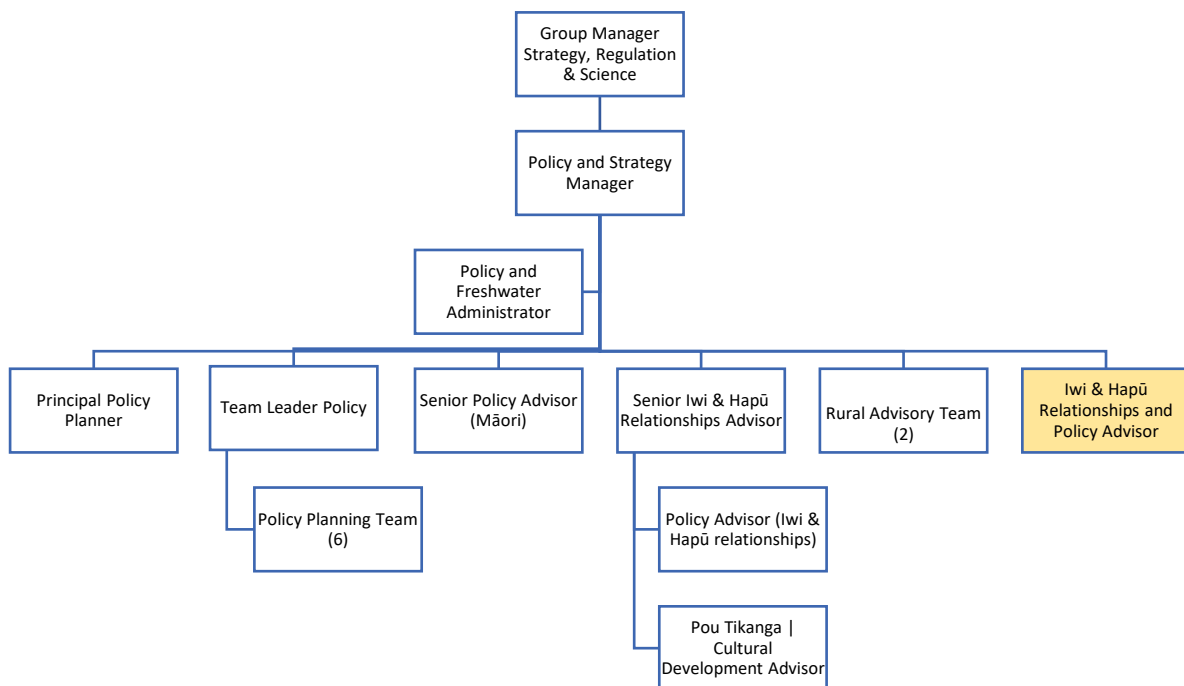 Group Manager
Strategy, Regulation
& Science
Policy and Strategy
Manager
Policy and
Freshwater
Administrator
Principal Policy
Planner
Team Leader Policy
Senior Policy Advisor
(Māori)
Senior Iwi & Hapū
Relationships Advisor
Rural Advisory Team
(2)
Iwi & Hapū
Relationships and
Policy Advisor
Policy Planning Team
(6)
Policy Advisor (Iwi &
Hapū relationships)
Pou Tikanga |
Cultural
Development Advisor